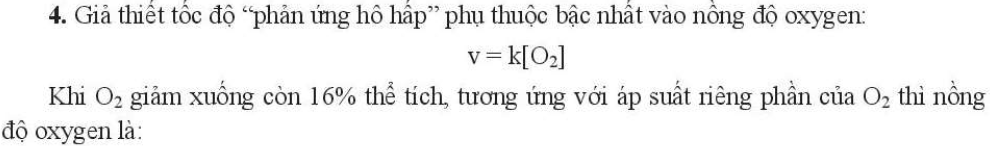 4. Giả thiết tốc độ “phản ứng hô hấp” phụ thuộc bậc nhất vào nồng độ oxygen:
v = k[O₂]
Khi O₂ giảm xuống còn 16% thể tích, tương ứng với áp suất riêng phần của O₂ thì nồng
độ oxygen là: